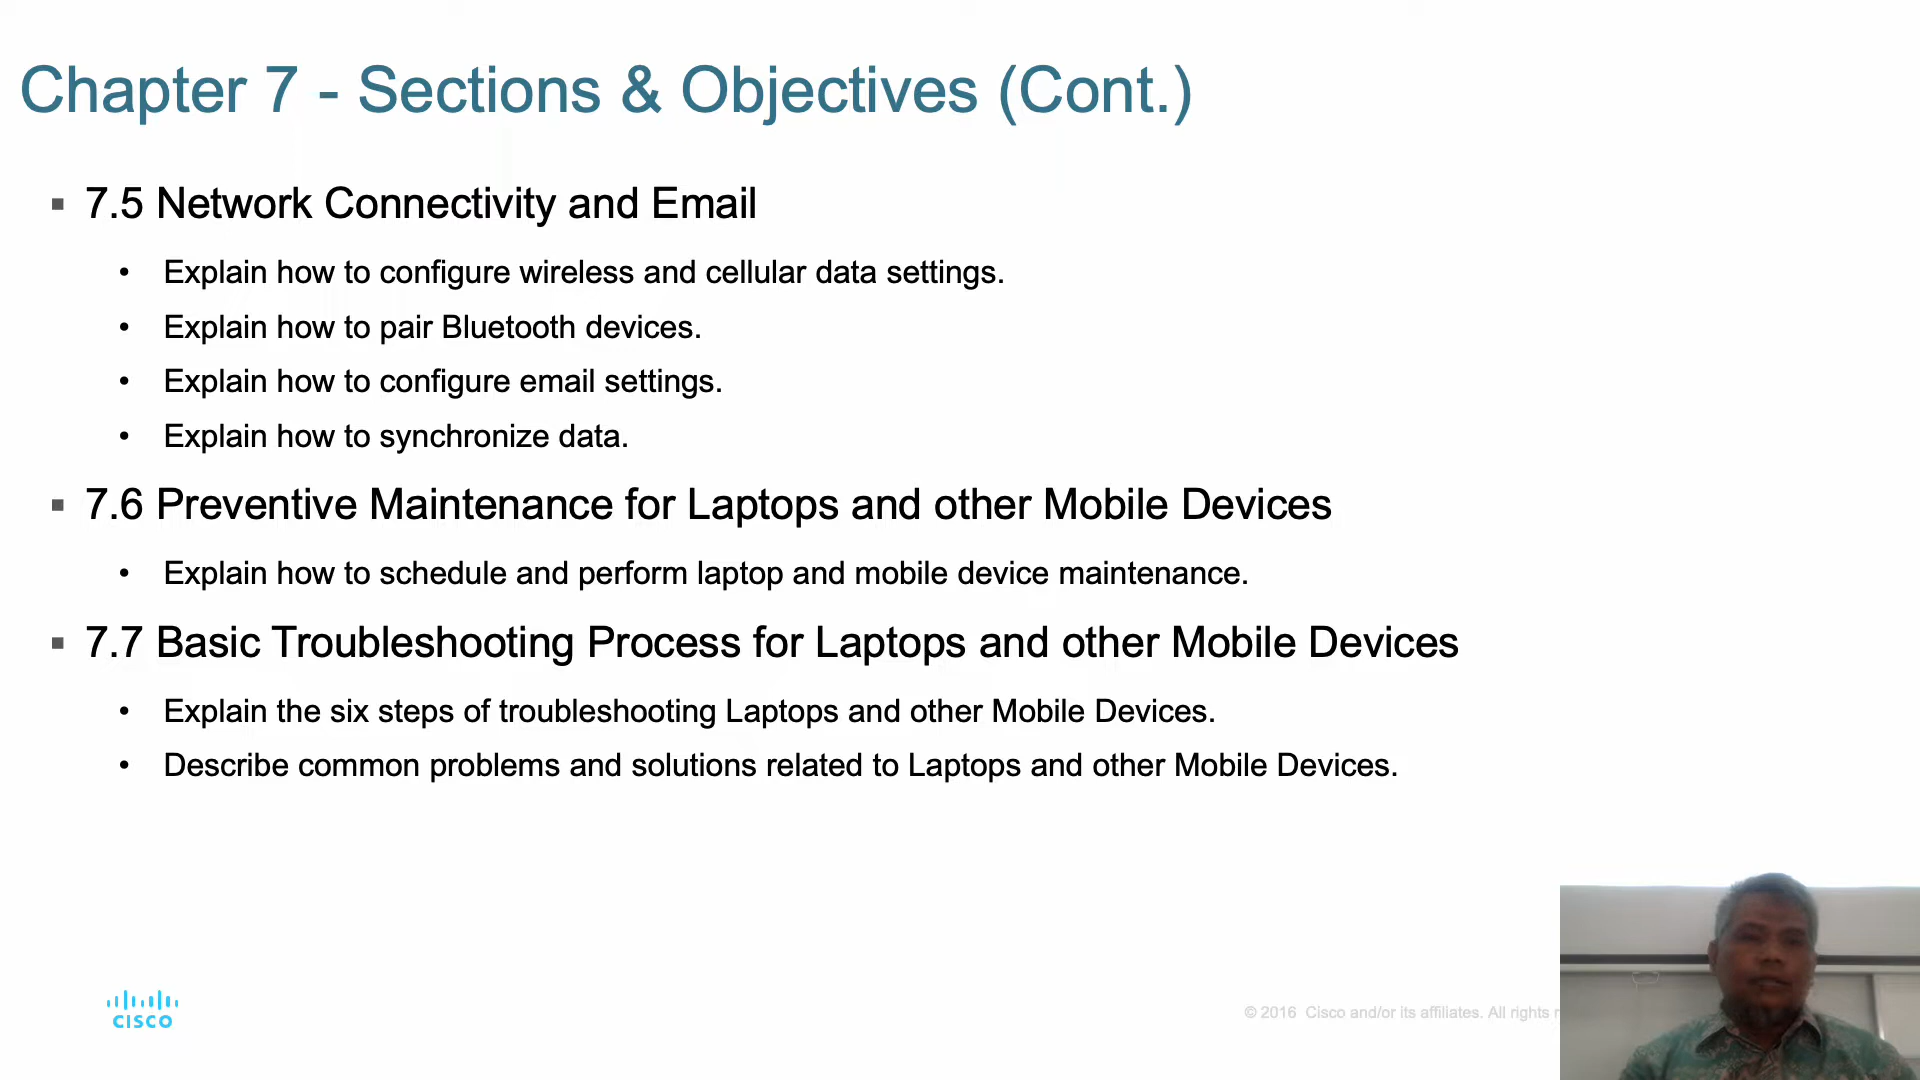 Chapter 7 - Sections & Objectives (Cont.)
▪ 7.5 Network Connectivity and Email
• Explain how to configure wireless and cellular data settings.
• Explain how to pair Bluetooth devices.
• Explain how to configure email settings.
• Explain how to synchronize data.
▪ 7.6 Preventive Maintenance for Laptops and other Mobile Devices
• Explain how to schedule and perform laptop and mobile device maintenance.
▪ 7.7 Basic Troubleshooting Process for Laptops and other Mobile Devices
• Explain the six steps of troubleshooting Laptops and other Mobile Devices.
• Describe common problems and solutions related to Laptops and other Mobile Devices.
CISCO
© 2016 Cisco and/or its affiliates. All rights